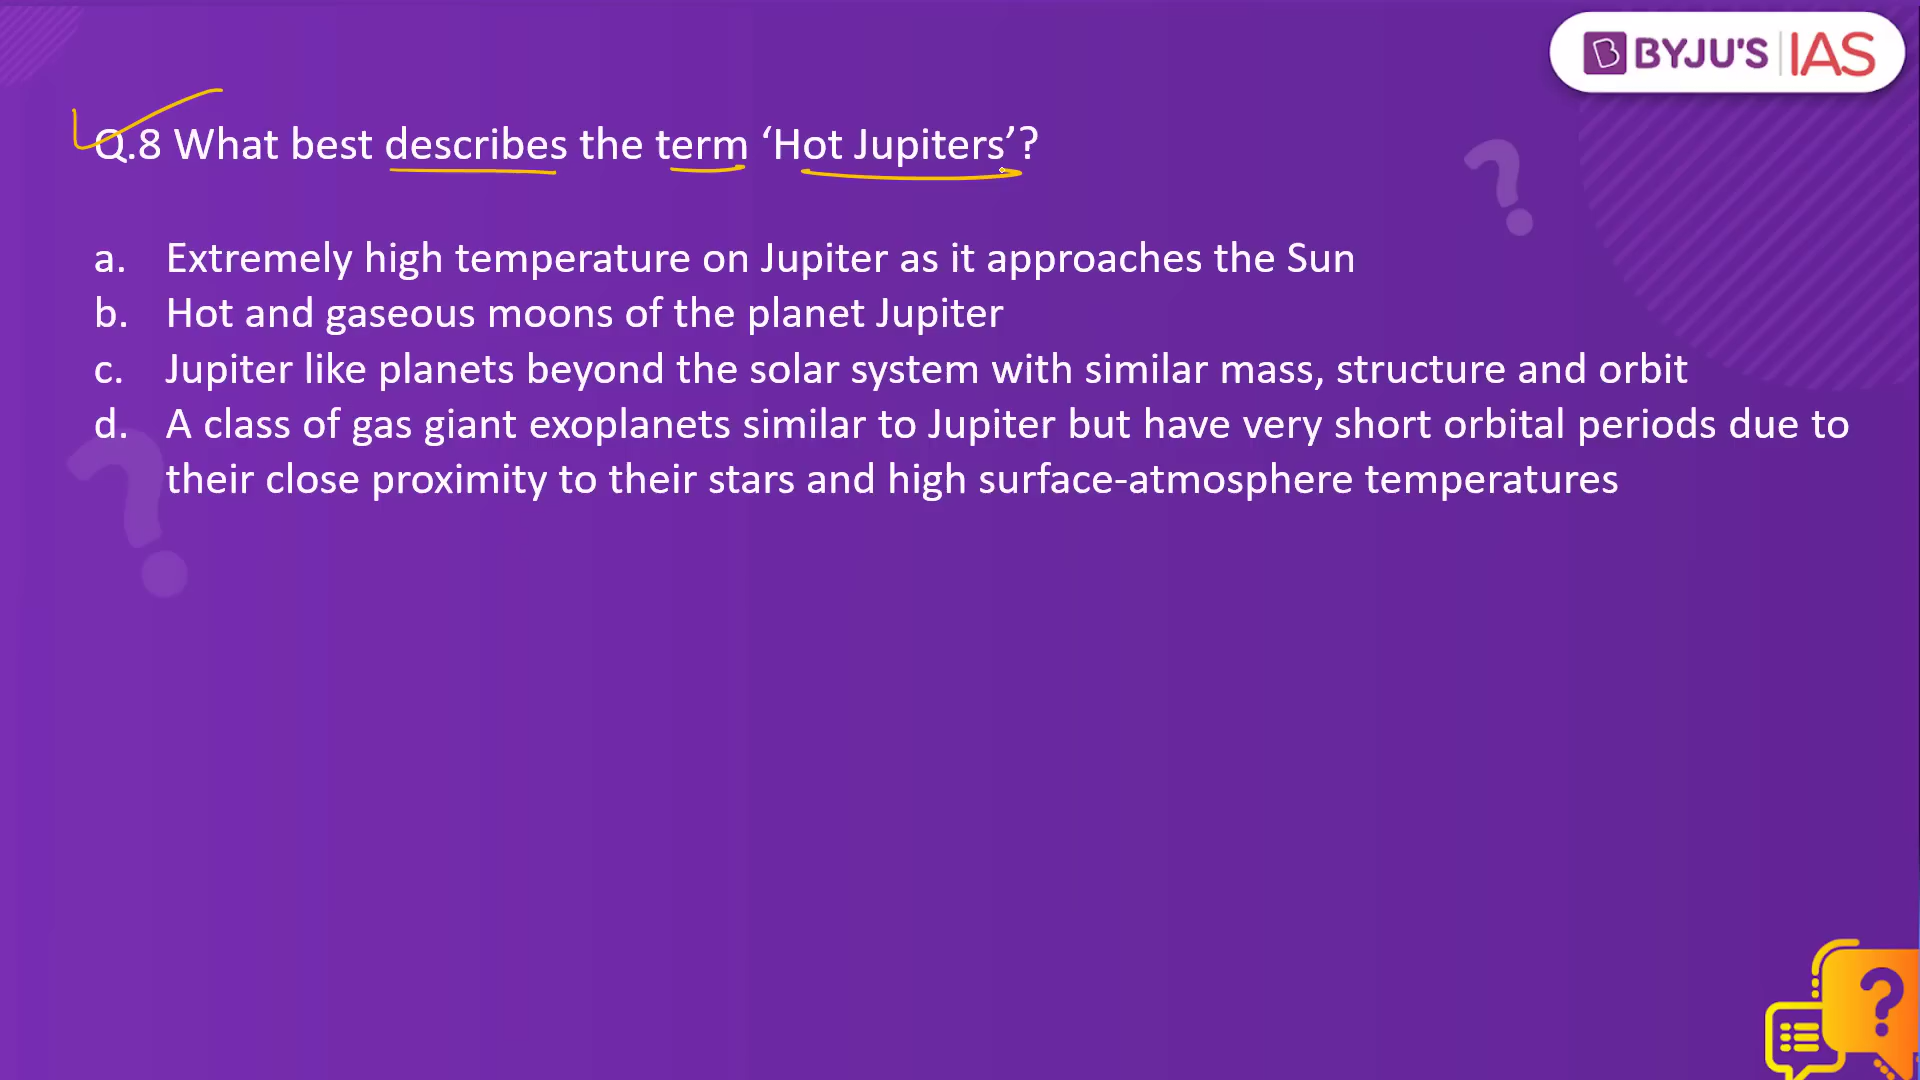 BYJU'S IAS
Q.8 What best describes the term ‘Hot Jupiters’?
a. Extremely high temperature on Jupiter as it approaches the Sun
b. Hot and gaseous moons of the planet Jupiter
c. Jupiter like planets beyond the solar system with similar mass, structure and orbit
d. A class of gas giant exoplanets similar to Jupiter but have very short orbital periods due to
their close proximity to their stars and high surface-atmosphere temperatures